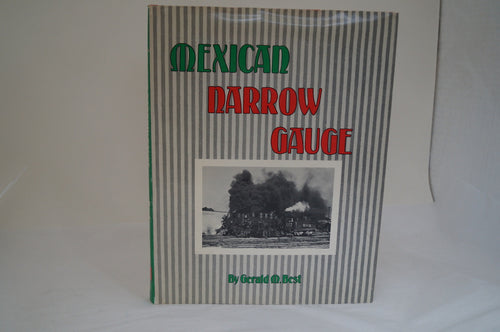 MEXICAN
NARROW
GAUGE
By Gerald M. Best